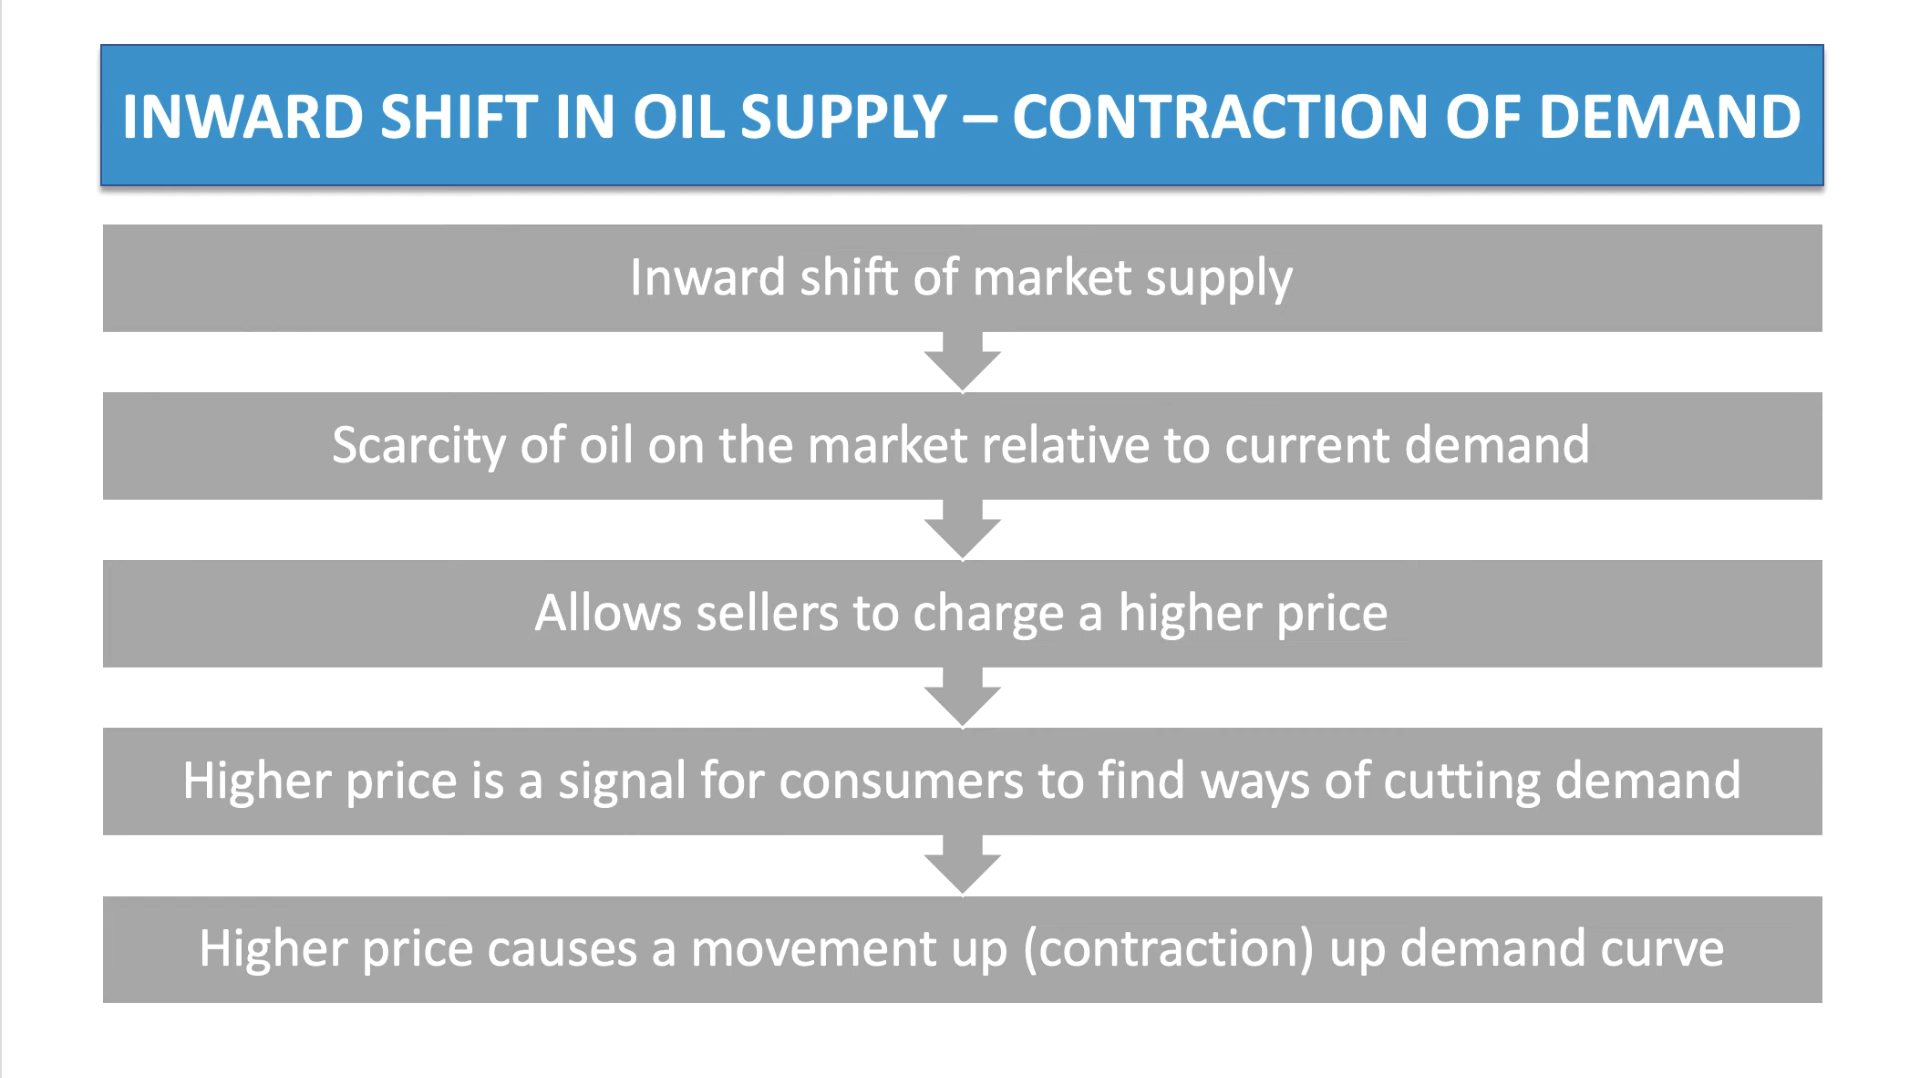 INWARD SHIFT IN OIL SUPPLY – CONTRACTION OF DEMAND
Inward shift of market supply
Scarcity of oil on the market relative to current demand
Allows sellers to charge a higher price
Higher price is a signal for consumers to find ways of cutting demand
Higher price causes a movement up (contraction) up demand curve